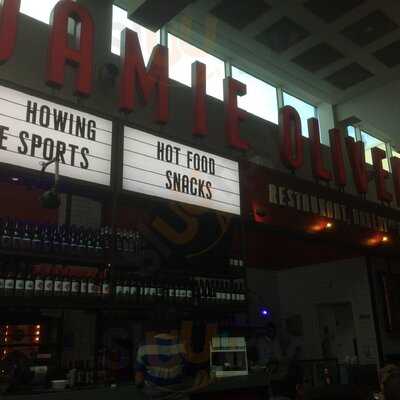 JAMIE OLIVE
HOWING
E SPORTS
HOT FOOD
SNACKS
RESTAURANT,